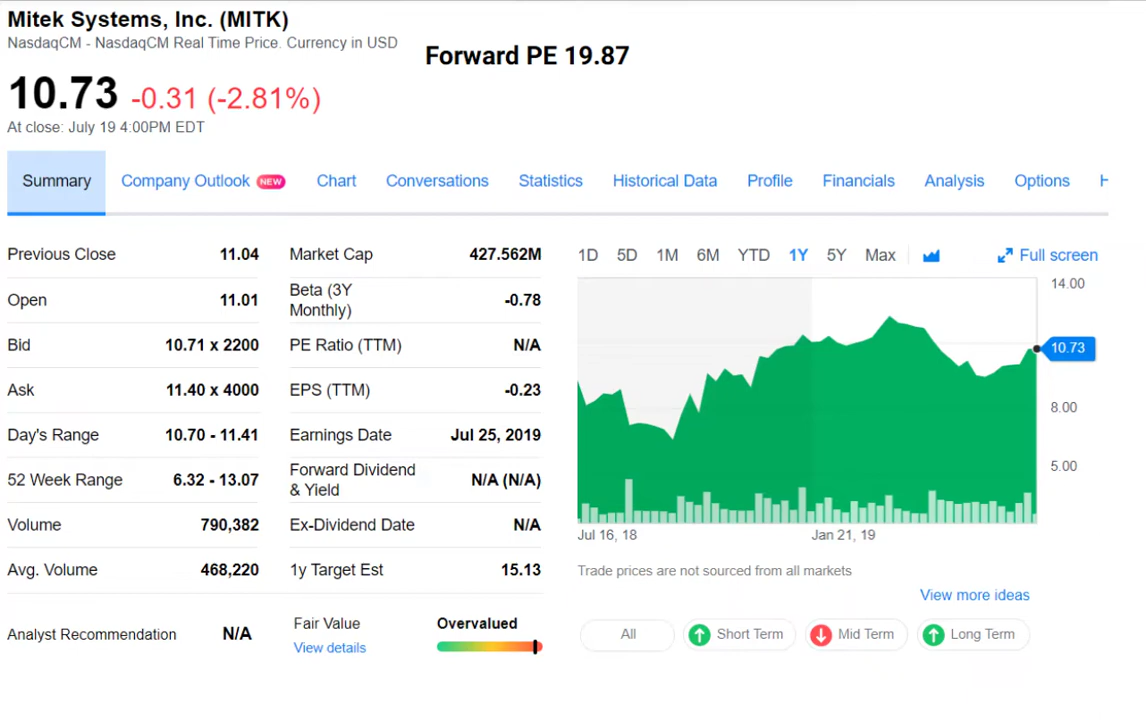 Mitek Systems, Inc. (MITK)
NasdaqCM - NasdaqCM Real Time Price. Currency in USD
Forward PE 19.87
10.73 -0.31 (-2.81%)
At close: July 19 4:00PM EDT
Summary Company Outlook NEW Chart Conversations Statistics Historical Data Profile Financials Analysis Options H
Previous Close 11.04
Open 11.01
Bid 10.71 x 2200
Ask 11.40 x 4000
Day's Range 10.70 - 11.41
52 Week Range 6.32 - 13.07
Volume 790,382
Avg. Volume 468,220
Market Cap 427.562M
Beta (3Y
Monthly) -0.78
PE Ratio (TTM) N/A
EPS (TTM) -0.23
Earnings Date Jul 25, 2019
Forward Dividend
& Yield N/A (N/A)
Ex-Dividend Date N/A
1y Target Est 15.13
1D 5D 1M 6M YTD 1Y 5Y Max Full screen
14.00
10.73
8.00
5.00
Jul 16, 18 Jan 21, 19
Trade prices are not sourced from all markets
View more ideas
Analyst Recommendation N/A
Fair Value Overvalued
View details
All Short Term Mid Term Long Term